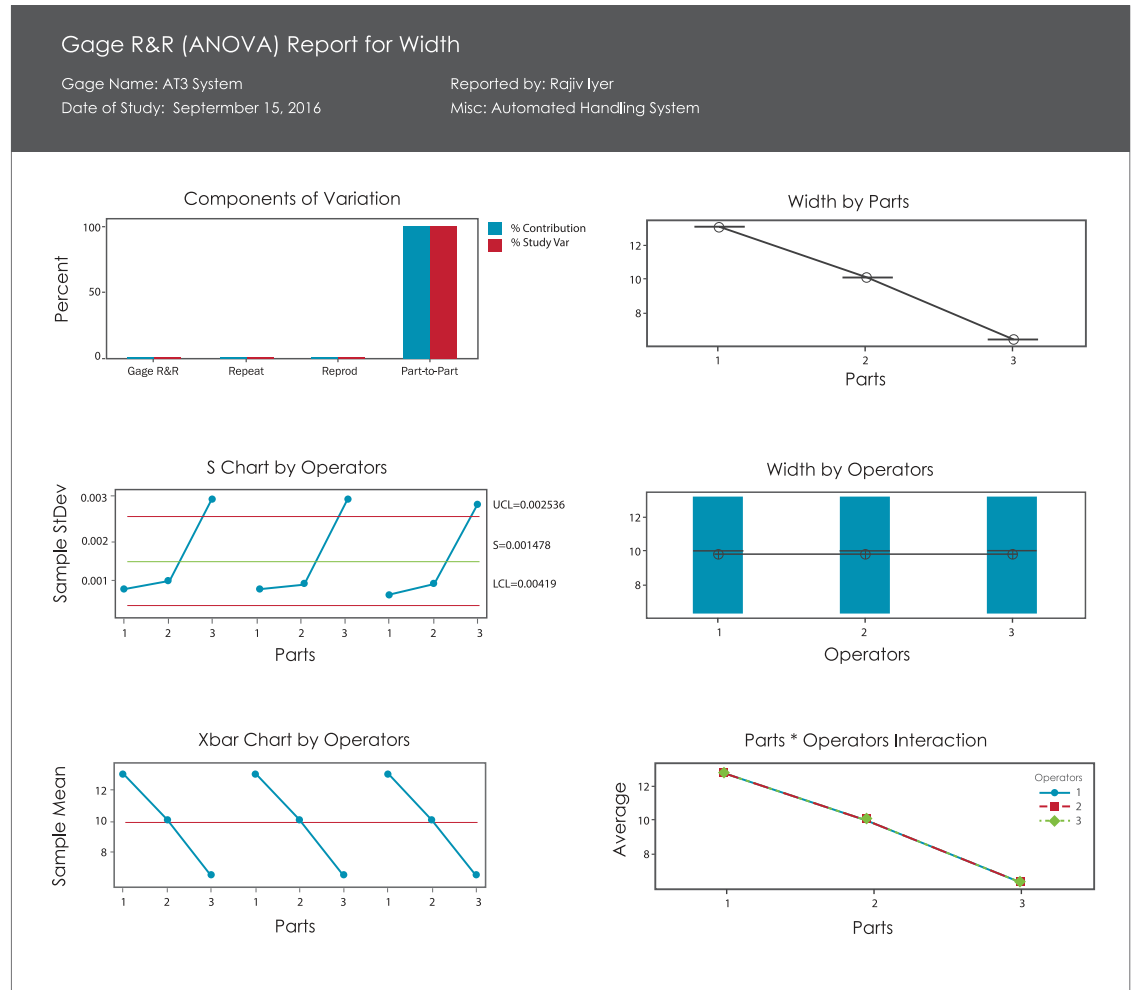 Gage R&R (ANOVA) Report for Width
Gage Name: AT3 System
Reported by: Rajiv Iyer
Date of Study: Septermber 15, 2016
Misc: Automated Handling System
Components of Variation
Percent
100
50
0
Gage R&R
Repeat
Reprod
Part-to-Part
% Contribution
% Study Var
Width by Parts
12
10
8
1
2
3
Parts
S Chart by Operators
Sample StDev
0.003
0.002
0.001
UCL=0.002536
S=0.001478
LCL=0.00419
1 2 3 1 2 3 1 2 3
Parts
Width by Operators
12
10
8
1
2
3
Operators
Xbar Chart by Operators
Sample Mean
12
10
8
1 2 3 1 2 3 1 2 3
Parts
Parts * Operators Interaction
Average
12
10
8
Operators
1
2
3
1
2
3
Parts